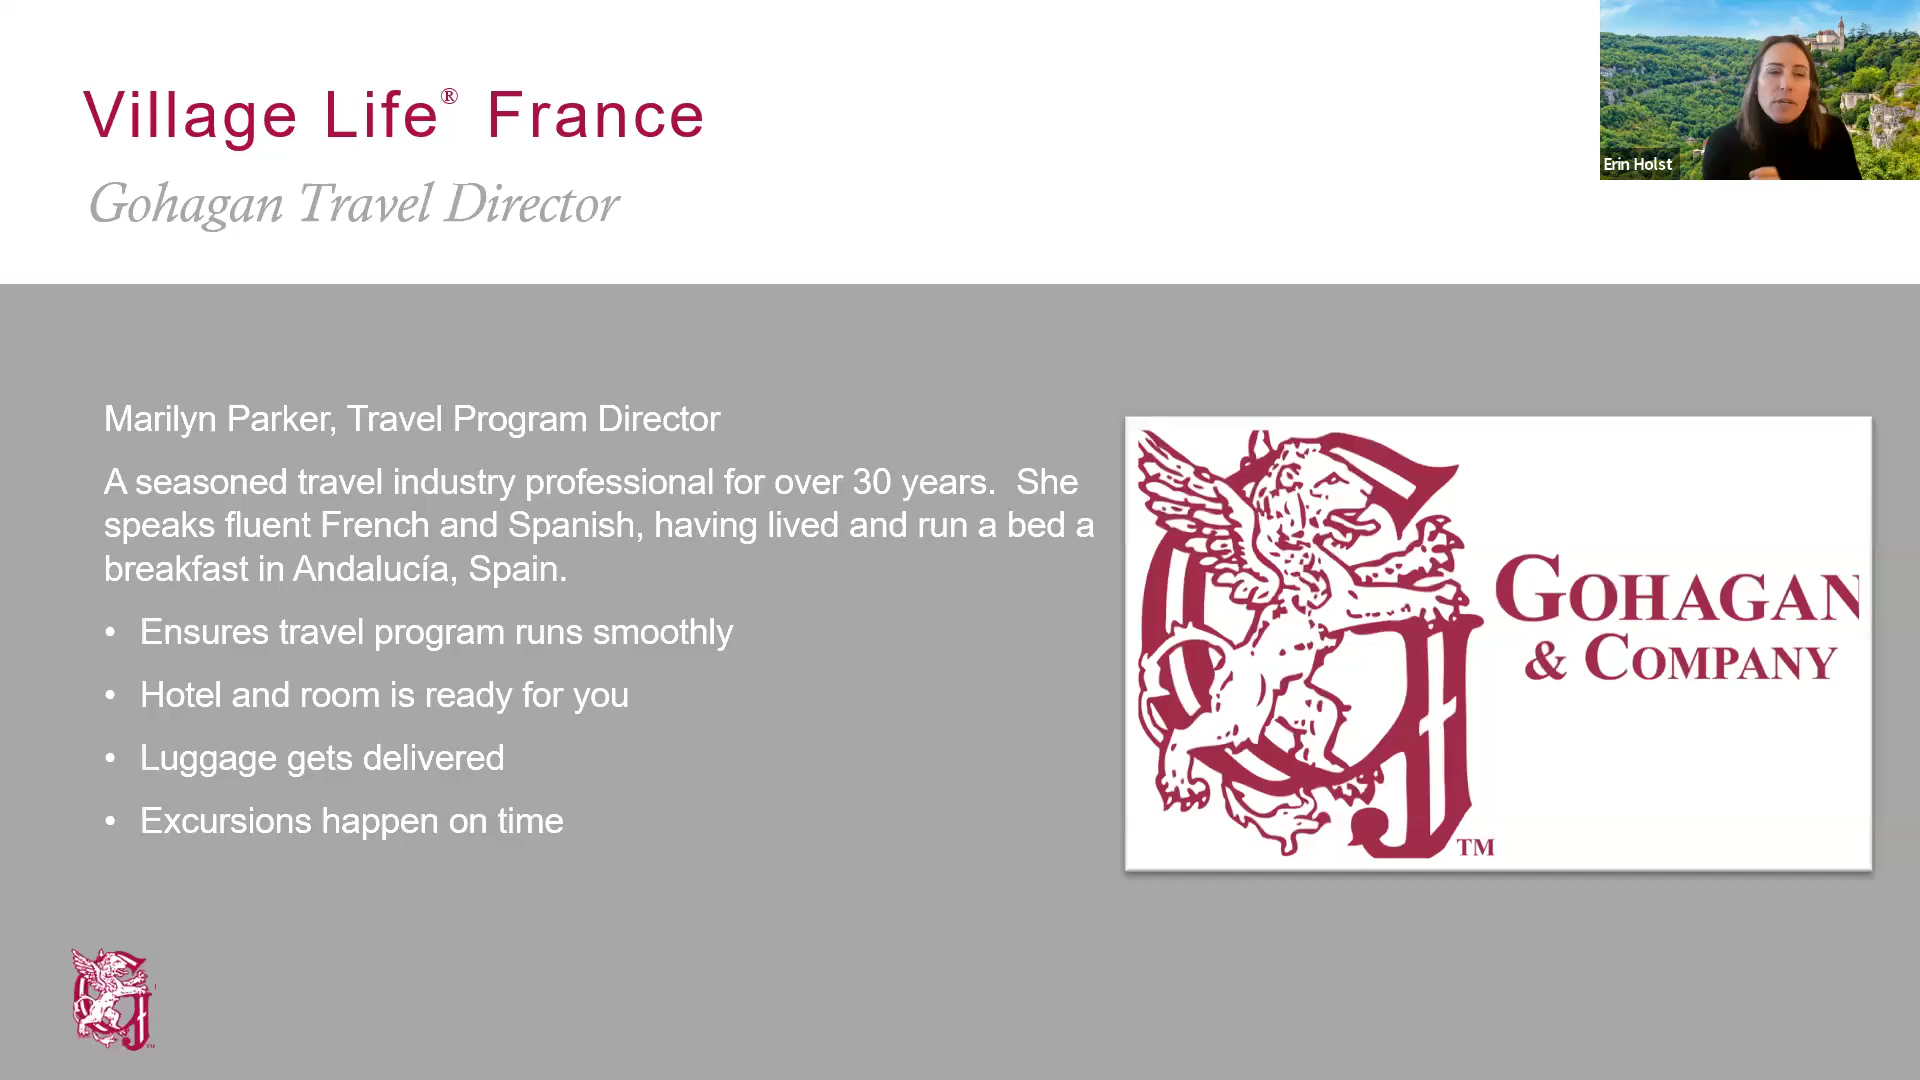 Village Life® France
Gohagan Travel Director
Erin Holst
Marilyn Parker, Travel Program Director
A seasoned travel industry professional for over 30 years.  She
speaks fluent French and Spanish, having lived and run a bed a
breakfast in Andalucía, Spain.
• Ensures travel program runs smoothly
• Hotel and room is ready for you
• Luggage gets delivered
• Excursions happen on time
GOHAGAN
& COMPANY
TM
TM